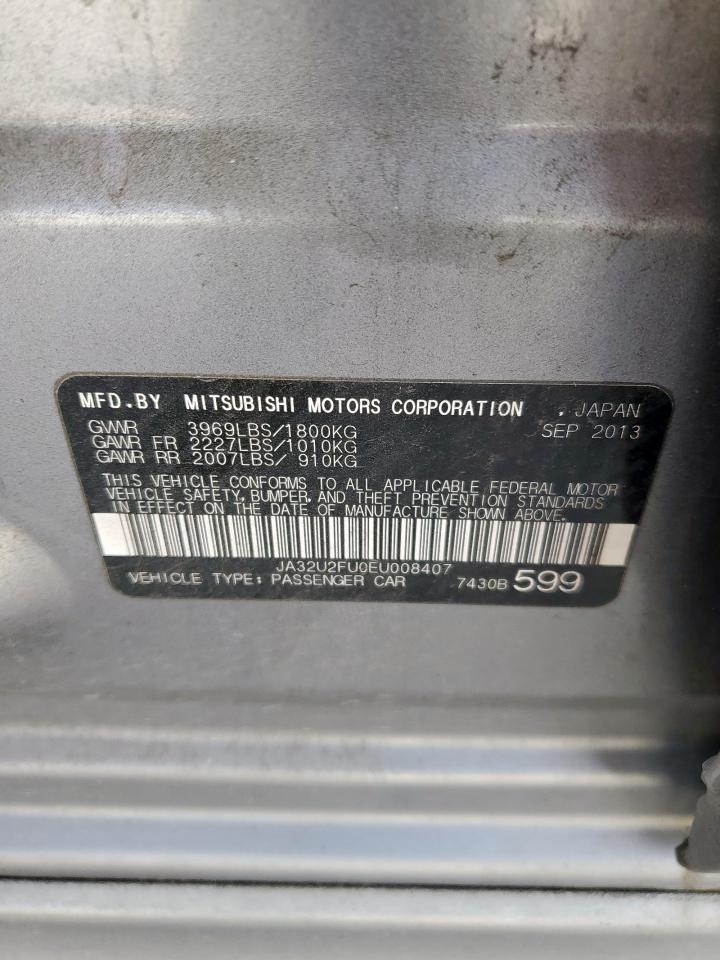 MFD.BY MITSUBISHI MOTORS CORPORATION . JAPAN
GVWR 3969LBS/1800KG SEP 2013
GAWR FR 2227LBS/1010KG
GAWR RR 2007LBS/ 910KG
THIS VEHICLE CONFORMS TO ALL APPLICABLE FEDERAL MOTOR
VEHICLE SAFETY, BUMPER, AND THEFT PREVENTION STANDARDS
IN EFFECT ON THE DATE OF MANUFACTURE SHOWN ABOVE.
JA32U2FU0EU008407
VEHICLE TYPE: PASSENGER CAR 7430B 599